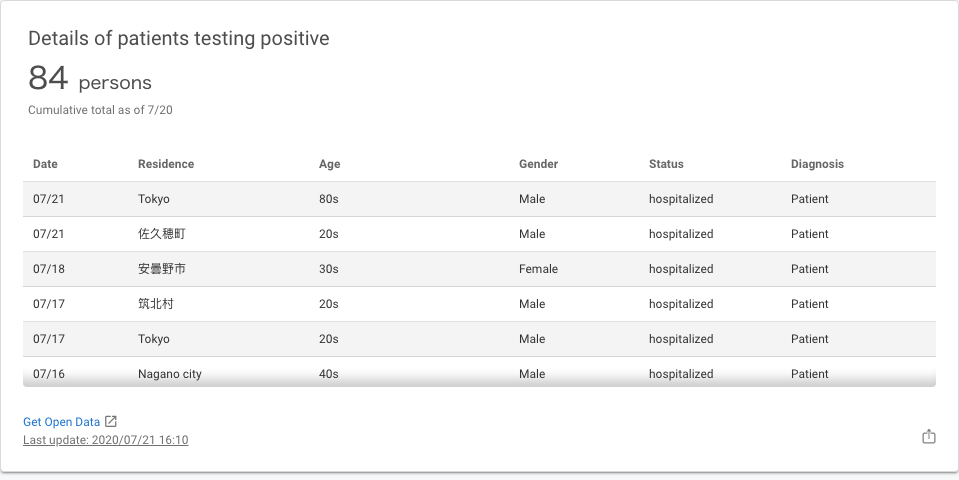 Details of patients testing positive
84 persons
Cumulative total as of 7/20
Date Residence Age Gender Status Diagnosis
07/21 Tokyo 80s Male hospitalized Patient
07/21 佐久穂町 20s Male hospitalized Patient
07/18 安曇野市 30s Female hospitalized Patient
07/17 筑北村 20s Male hospitalized Patient
07/17 Tokyo 20s Male hospitalized Patient
07/16 Nagano city 40s Male hospitalized Patient
Get Open Data
Last update: 2020/07/21 16:10